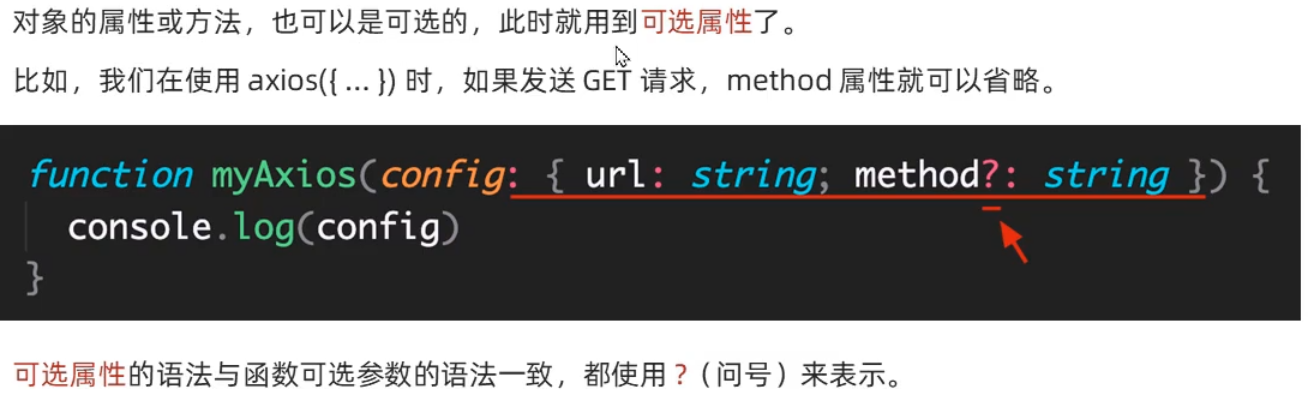 对象的属性或方法，也可以是可选的，此时就用到可选属性了。
比如，我们在使用 axios({ ... }) 时，如果发送 GET 请求，method 属性就可以省略。
function myAxios(config: { url: string; method?: string }) {
  console.log(config)
}
可选属性的语法与函数可选参数的语法一致，都使用 ?（问号）来表示。